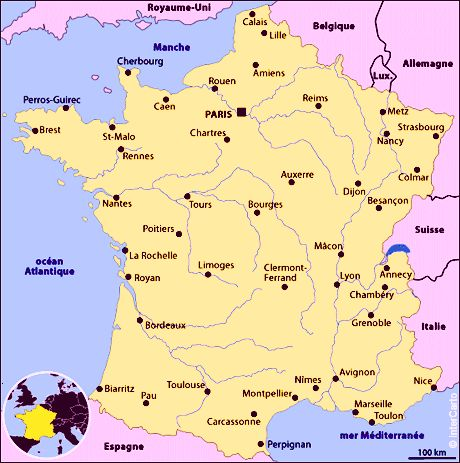 Royaume-Uni
Belgique
Allemagne
Lux.
Manche
Calais
Lille
Cherbourg
Amiens
Rouen
Caen
Reims
Perros-Guirec
PARIS
Metz
Strasbourg
Brest
St-Malo
Chartres
Nancy
Rennes
Colmar
Auxerre
Dijon
Besançon
Nantes
Tours
Bourges
Suisse
Poitiers
Mâcon
La Rochelle
océan
Atlantique
Limoges
Clermont-
Ferrand
Lyon
Annecy
Royan
Chambéry
Bordeaux
Grenoble
Italie
Avignon
Biarritz
Pau
Toulouse
Nîmes
Nice
Montpellier
Marseille
Carcassonne
Toulon
mer Méditerranée
Espagne
Perpignan
100 km
© InterCarto